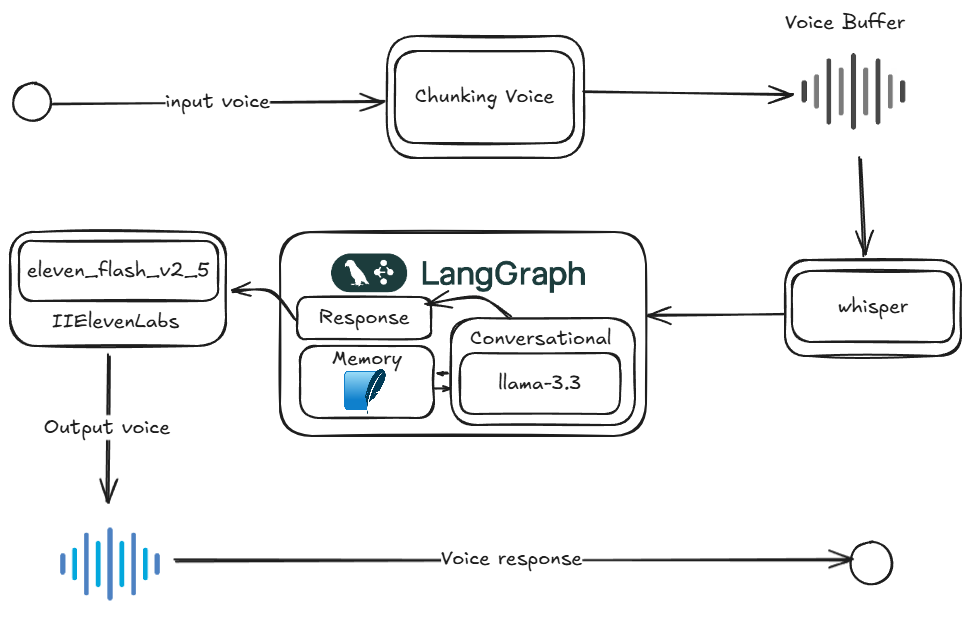 Voice Buffer
input voice
Chunking Voice
eleven_flash_v2_5
IIElevenLabs
LangGraph
Response
Memory
Conversational
llama-3.3
whisper
Output voice
Voice response